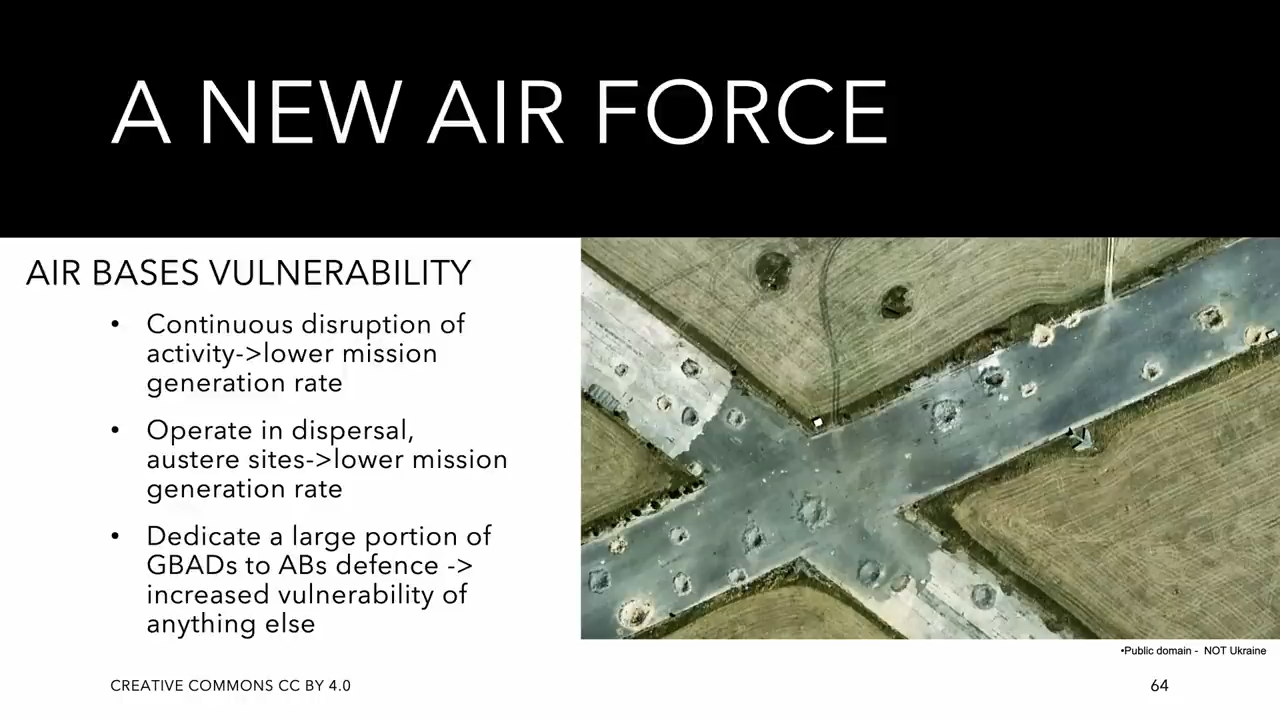 A NEW AIR FORCE
AIR BASES VULNERABILITY
• Continuous disruption of
activity->lower mission
generation rate
• Operate in dispersal,
austere sites->lower mission
generation rate
• Dedicate a large portion of
GBADs to ABs defence ->
increased vulnerability of
anything else
•Public domain - NOT Ukraine
CREATIVE COMMONS CC BY 4.0
64